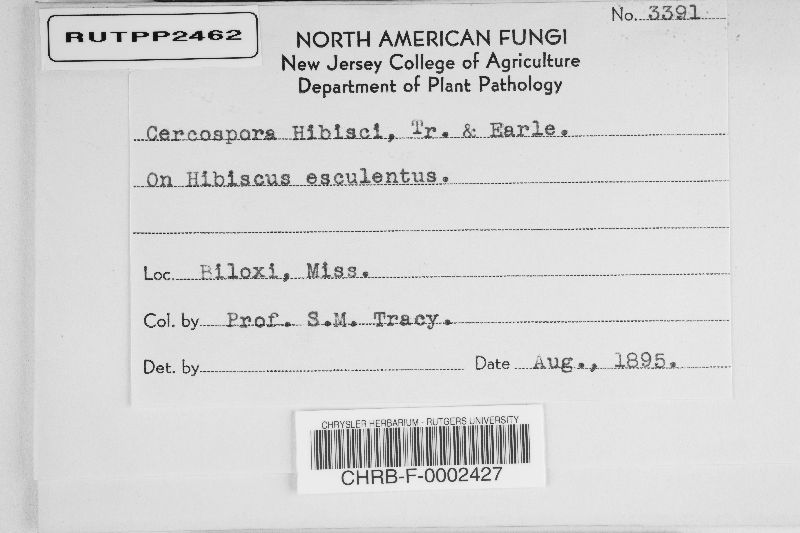 No. 3391
RUTPP2462
NORTH AMERICAN FUNGI
New Jersey College of Agriculture
Department of Plant Pathology
Cercospora Hibisci, Tr. & Earle.
On Hibiscus esculentus.
Loc. Biloxi, Miss.
Col. by Prof. S.M. Tracy.
Det. by Date Aug., 1895.
CHRYSLER HERBARIUM - RUTGERS UNIVERSITY
CHRB-F-0002427